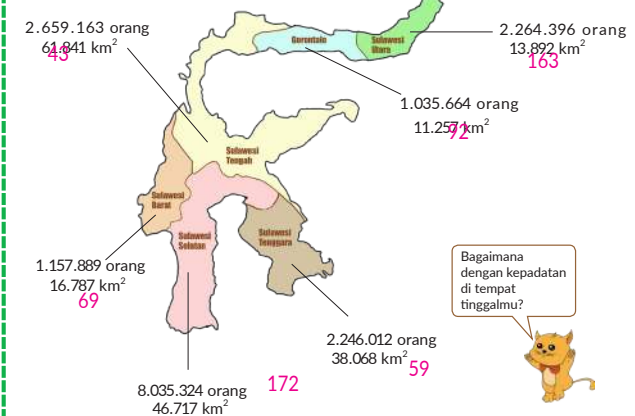 2.659.163 orang
61.841 km²
43
Gorontalo
Sulawesi
Utara
2.264.396 orang
13.892 km²
163
1.035.664 orang
11.257 km²
92
Sulawesi
Tengah
Sulawesi
Barat
Sulawesi
Selatan
Sulawesi
Tenggara
1.157.889 orang
16.787 km²
69
Bagaimana
dengan kepadatan
di tempat
tinggalmu?
2.246.012 orang
38.068 km²
59
8.035.324 orang
46.717 km²
172